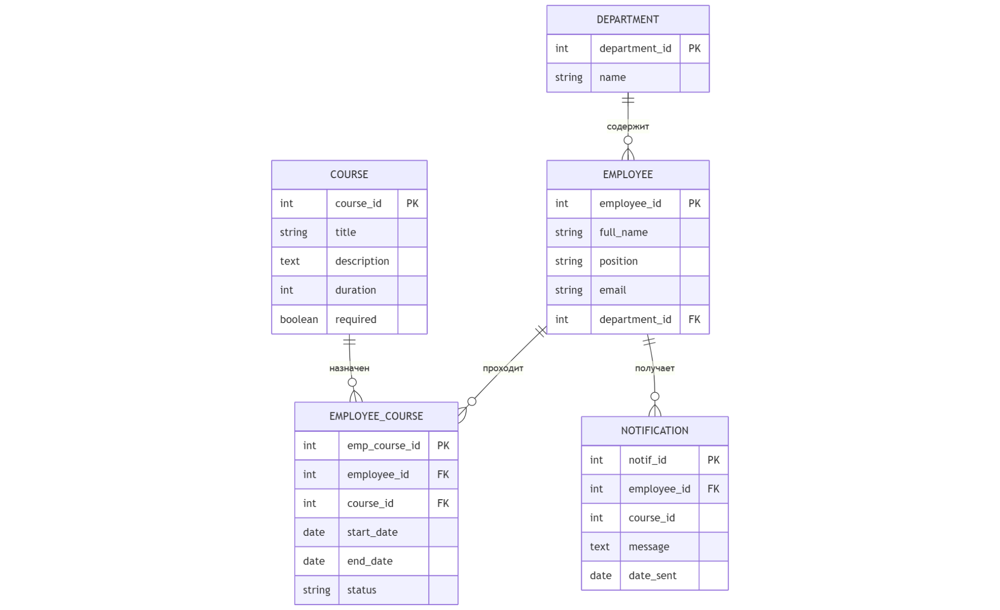 DEPARTMENT
int department_id PK
string name
содержит
COURSE
int course_id PK
string title
text description
int duration
boolean required
EMPLOYEE
int employee_id PK
string full_name
string position
string email
int department_id FK
назначен
проходит
получает
EMPLOYEE_COURSE
int emp_course_id PK
int employee_id FK
int course_id FK
date start_date
date end_date
string status
NOTIFICATION
int notif_id PK
int employee_id FK
int course_id
text message
date date_sent